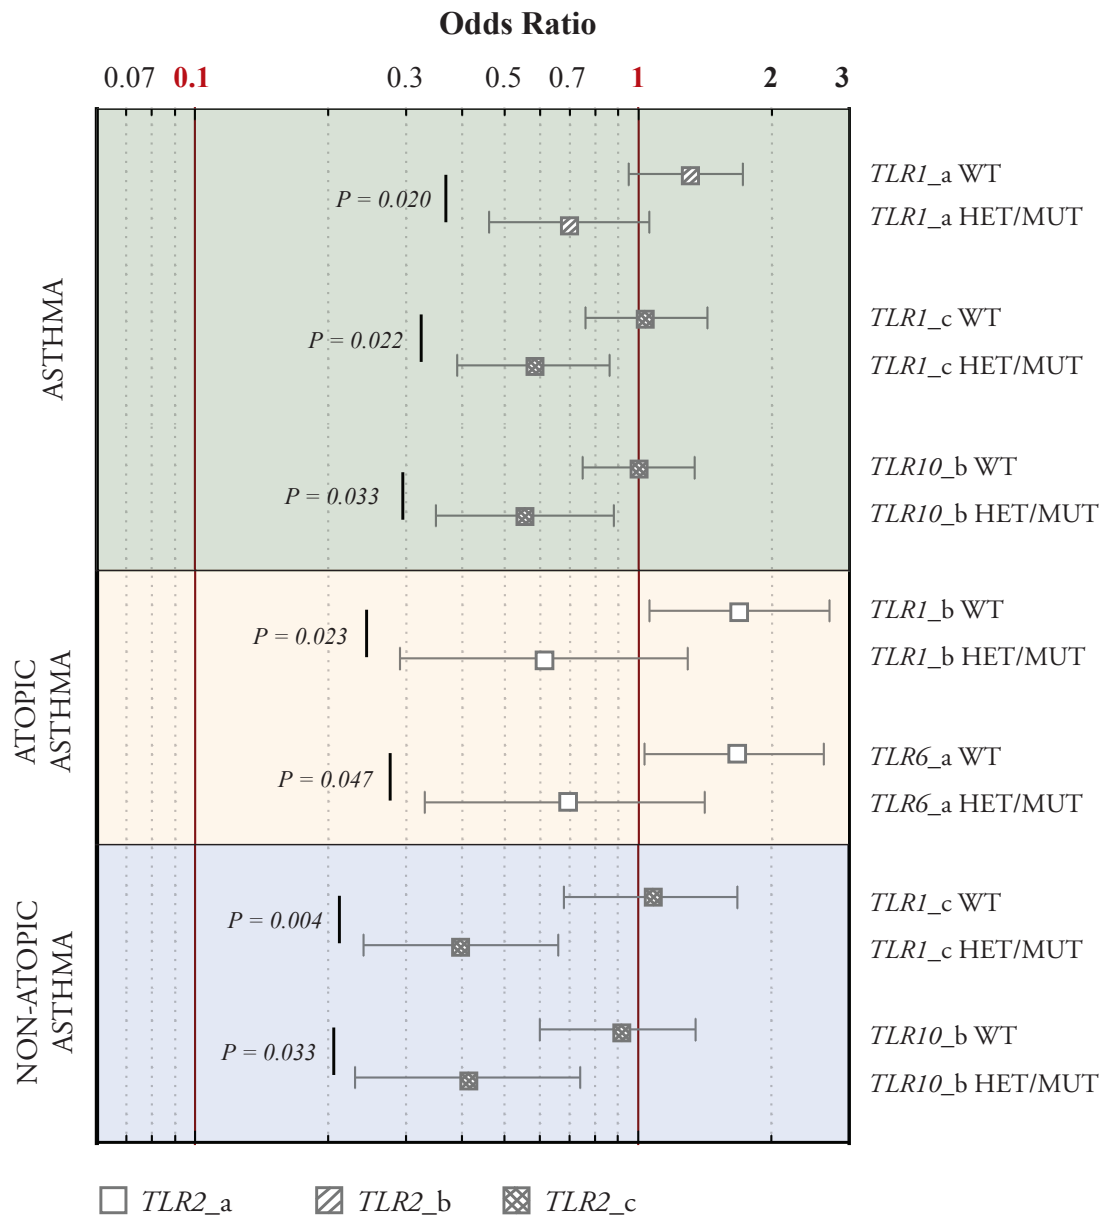 Odds Ratio
0.07 0.1 0.3 0.5 0.7 1 2 3
ASTHMA
P = 0.020
TLR1_a WT
TLR1_a HET/MUT
P = 0.022
TLR1_c WT
TLR1_c HET/MUT
P = 0.033
TLR10_b WT
TLR10_b HET/MUT
ATOPIC
ASTHMA
P = 0.023
TLR1_b WT
TLR1_b HET/MUT
P = 0.047
TLR6_a WT
TLR6_a HET/MUT
NON-ATOPIC
ASTHMA
P = 0.004
TLR1_c WT
TLR1_c HET/MUT
P = 0.033
TLR10_b WT
TLR10_b HET/MUT
TLR2_a TLR2_b TLR2_c